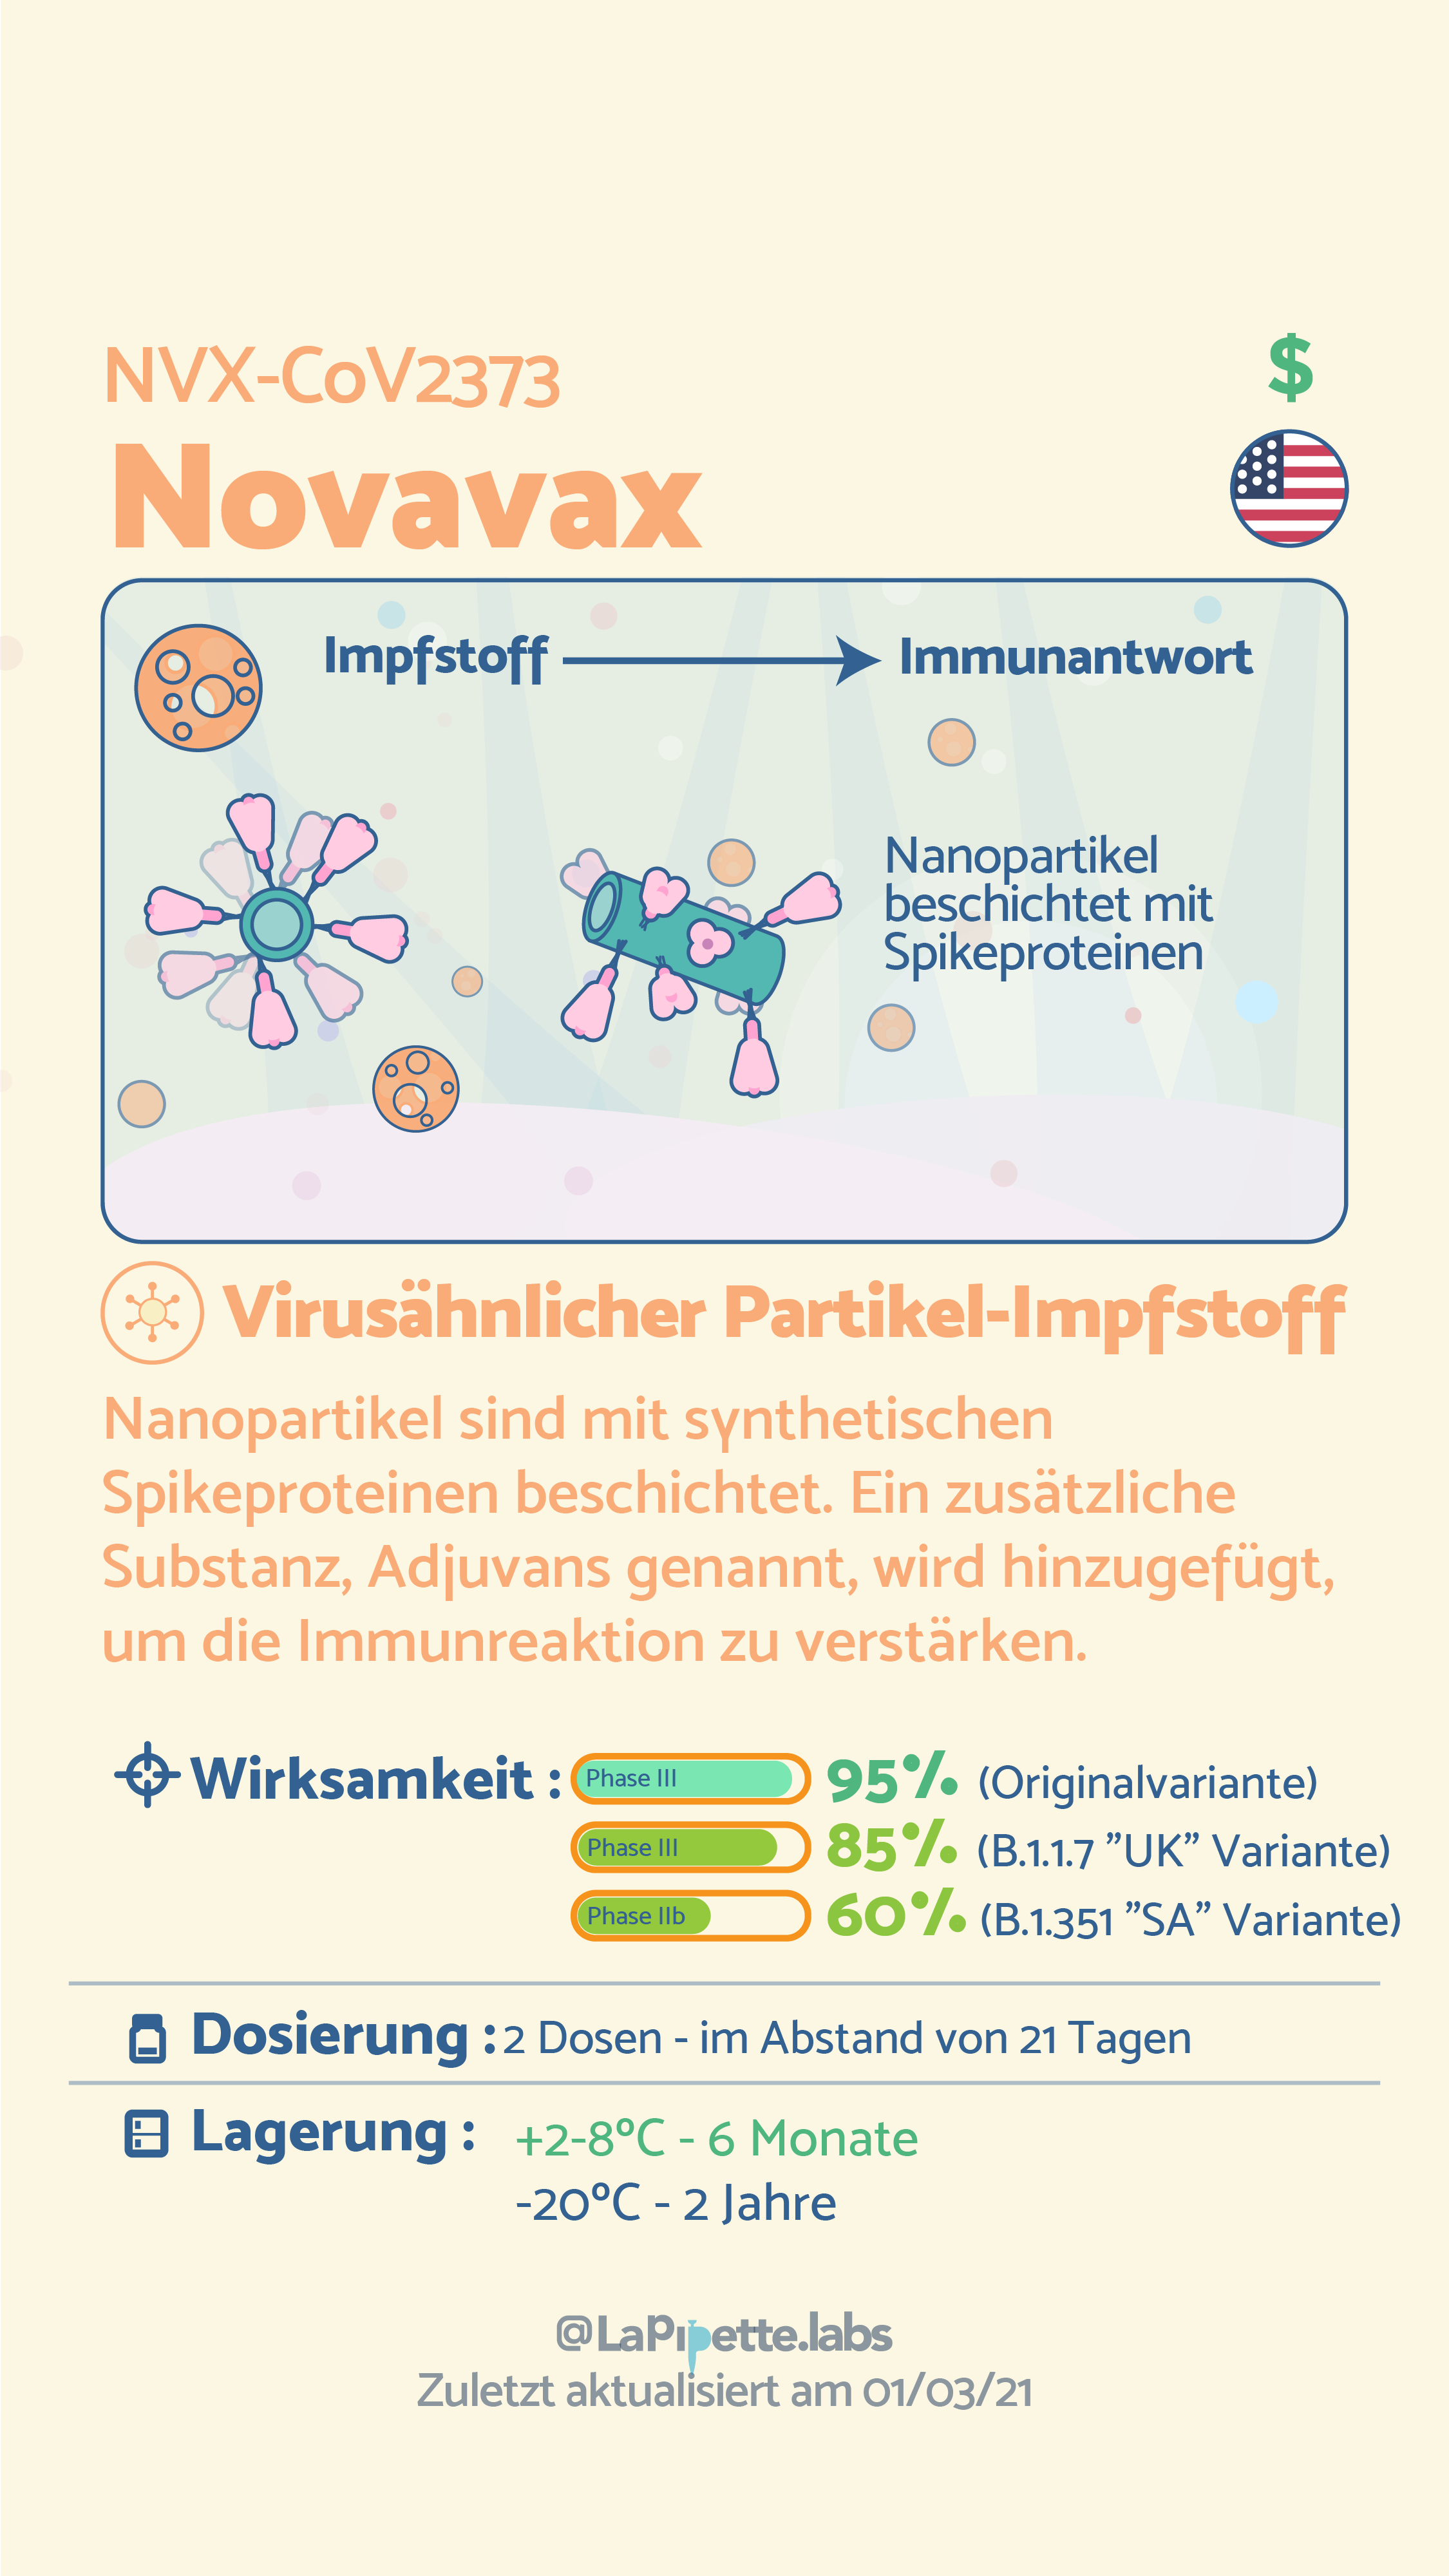 NVX-CoV2373
$
Novavax
Impfstoff
Immunantwort
Nanopartikel
beschichtet mit
Spikeproteinen
Virusähnlicher Partikel-Impfstoff
Nanopartikel sind mit synthetischen
Spikeproteinen beschichtet. Ein zusätzliche
Substanz, Adjuvans genannt, wird hinzugefügt,
um die Immunreaktion zu verstärken.
Wirksamkeit : Phase III 95% (Originalvariante)
Phase III 85% (B.1.1.7 ”UK” Variante)
Phase IIb 60% (B.1.351 ”SA” Variante)
Dosierung : 2 Dosen - im Abstand von 21 Tagen
Lagerung : +2-8ºC - 6 Monate
-20ºC - 2 Jahre
@LaPipette.labs
Zuletzt aktualisiert am 01/03/21